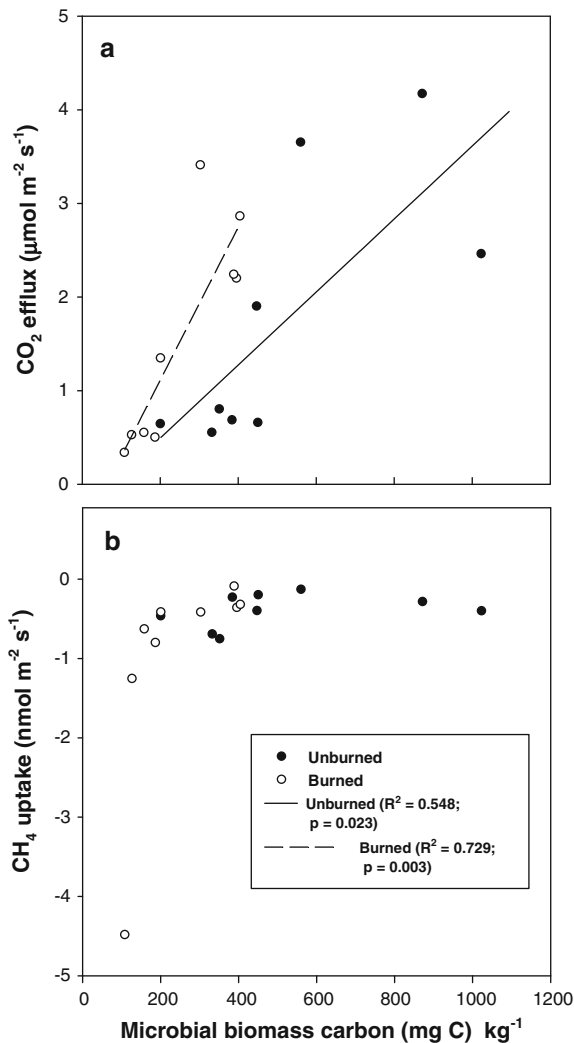 a
CO₂ efflux (μmol m⁻² s⁻¹)
5
4
3
2
1
0
b
CH₄ uptake (nmol m⁻² s⁻¹)
0
-1
-2
-3
-4
-5
Unburned
Burned
Unburned (R² = 0.548;
p = 0.023)
Burned (R² = 0.729;
p = 0.003)
0 200 400 600 800 1000 1200
Microbial biomass carbon (mg C) kg⁻¹